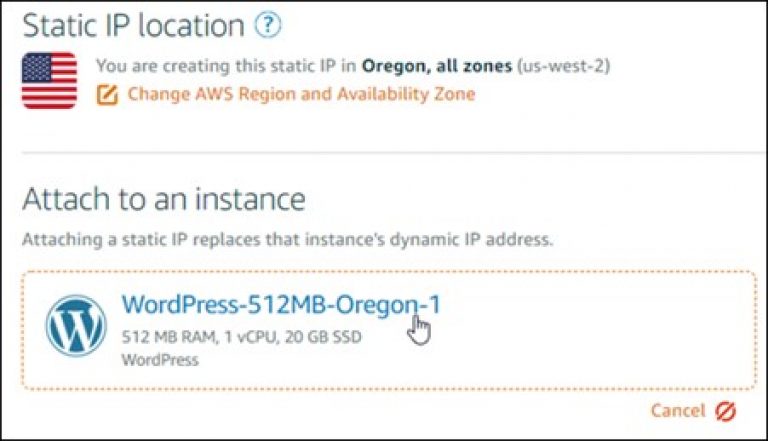 Static IP location ?
You are creating this static IP in Oregon, all zones (us-west-2)
Change AWS Region and Availability Zone
Attach to an instance
Attaching a static IP replaces that instance's dynamic IP address.
WordPress-512MB-Oregon-1
512 MB RAM, 1 vCPU, 20 GB SSD
WordPress
Cancel